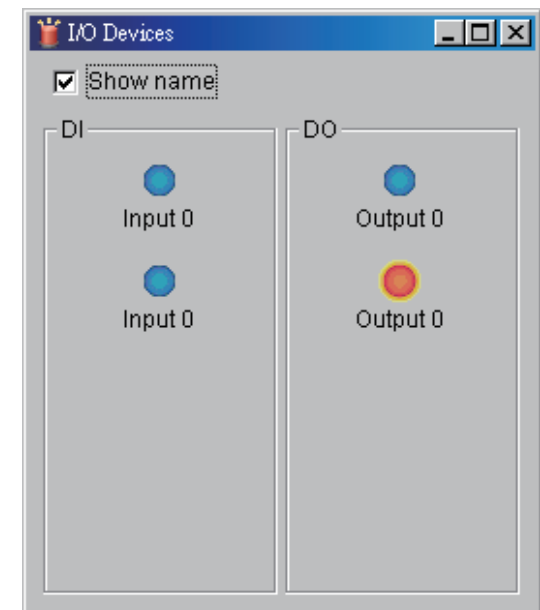 I/O Devices
Show name
DI
Input 0
Input 0
DO
Output 0
Output 0